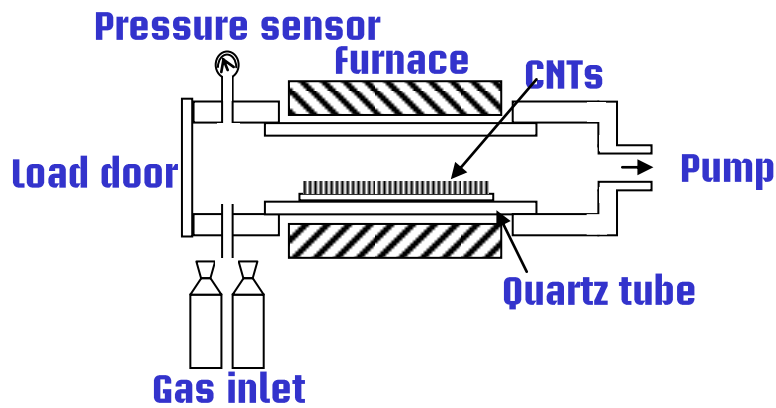 Pressure sensor
Furnace
CNTs
Load door
Pump
Quartz tube
Gas inlet